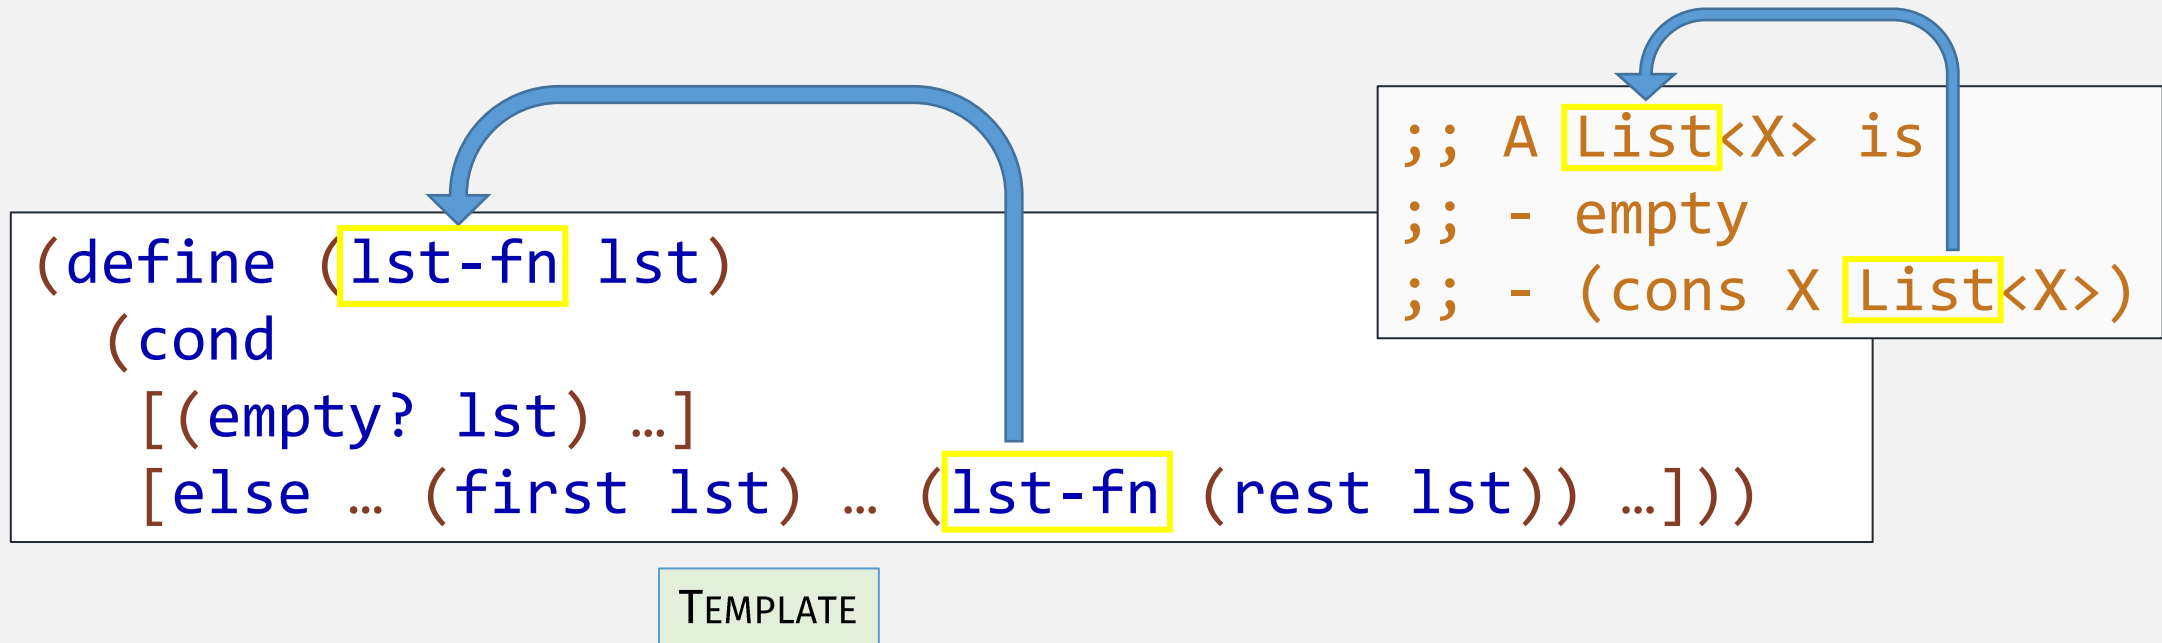 ;; A List<X> is
;; - empty
;; - (cons X List<X>)
(define (lst-fn lst)
  (cond
    [(empty? lst) …]
    [else … (first lst) … (lst-fn (rest lst)) …]))
TEMPLATE